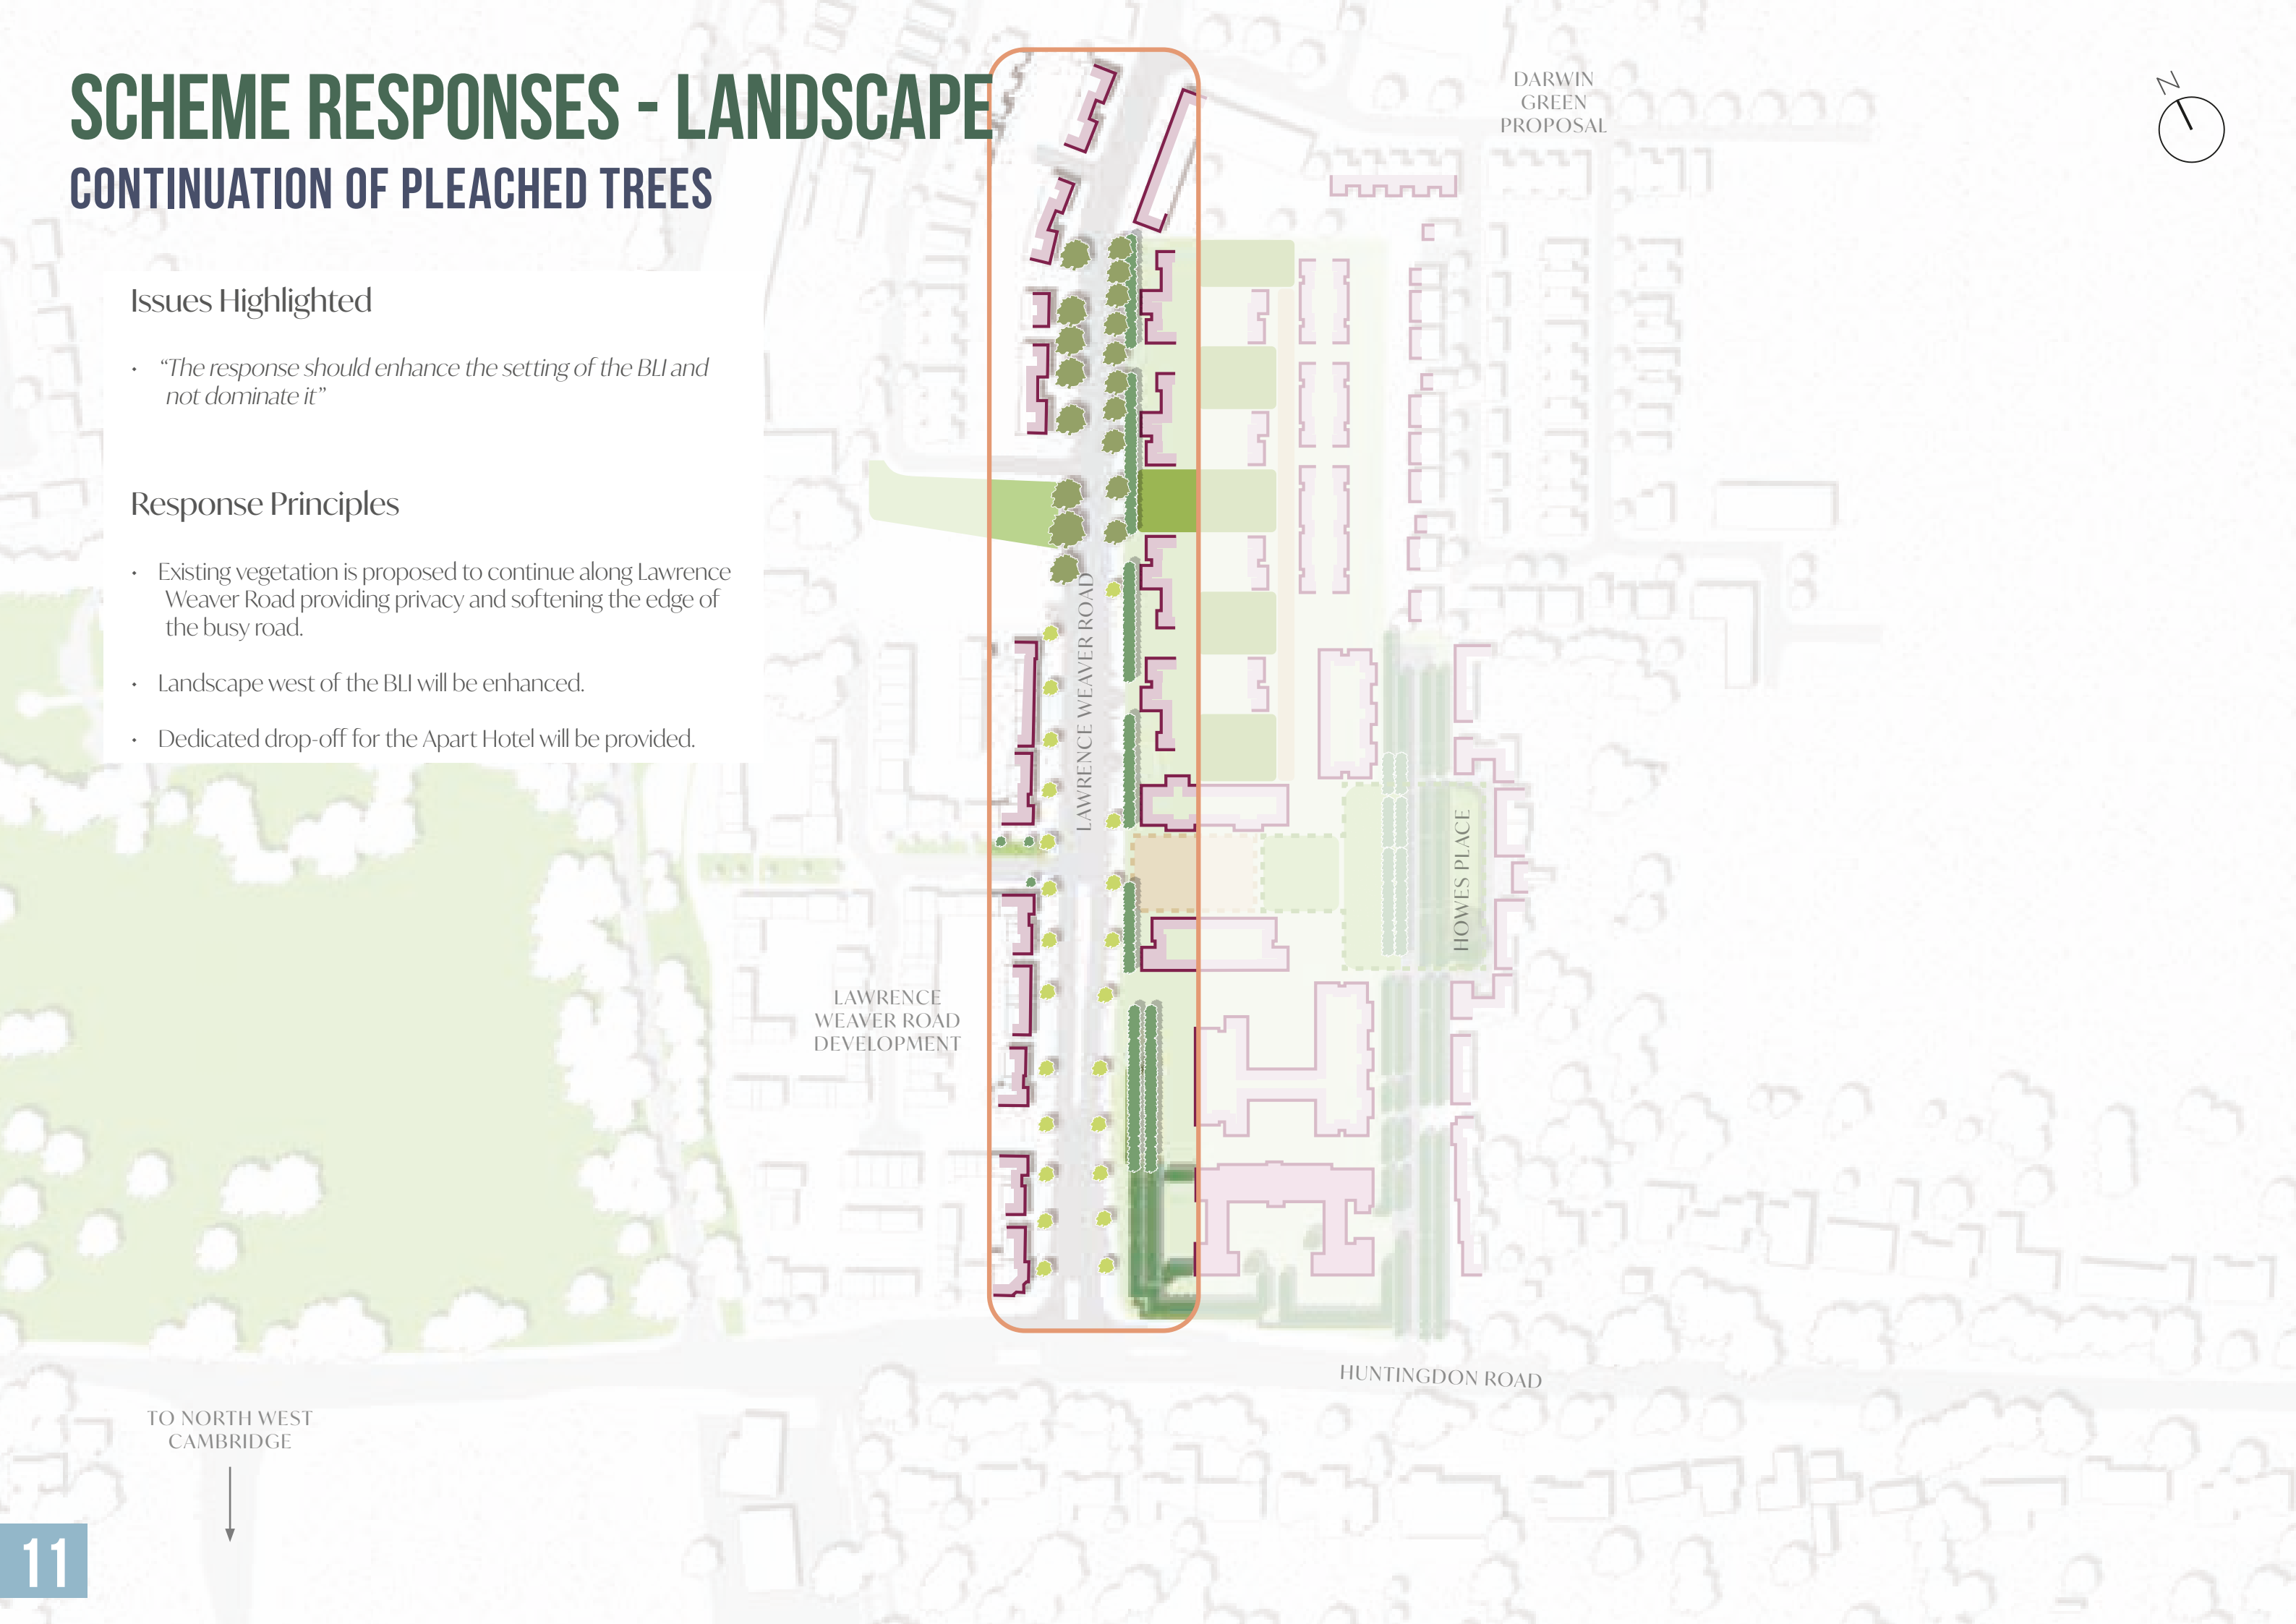 SCHEME RESPONSES - LANDSCAPE
CONTINUATION OF PLEACHED TREES
Issues Highlighted
• “The response should enhance the setting of the BLI and
not dominate it”
Response Principles
• Existing vegetation is proposed to continue along Lawrence
Weaver Road providing privacy and softening the edge of
the busy road.
• Landscape west of the BLI will be enhanced.
• Dedicated drop-off for the Apart Hotel will be provided.
DARWIN
GREEN
PROPOSAL
N
LAWRENCE WEAVER ROAD
HOWES PLACE
LAWRENCE
WEAVER ROAD
DEVELOPMENT
HUNTINGDON ROAD
TO NORTH WEST
CAMBRIDGE
11